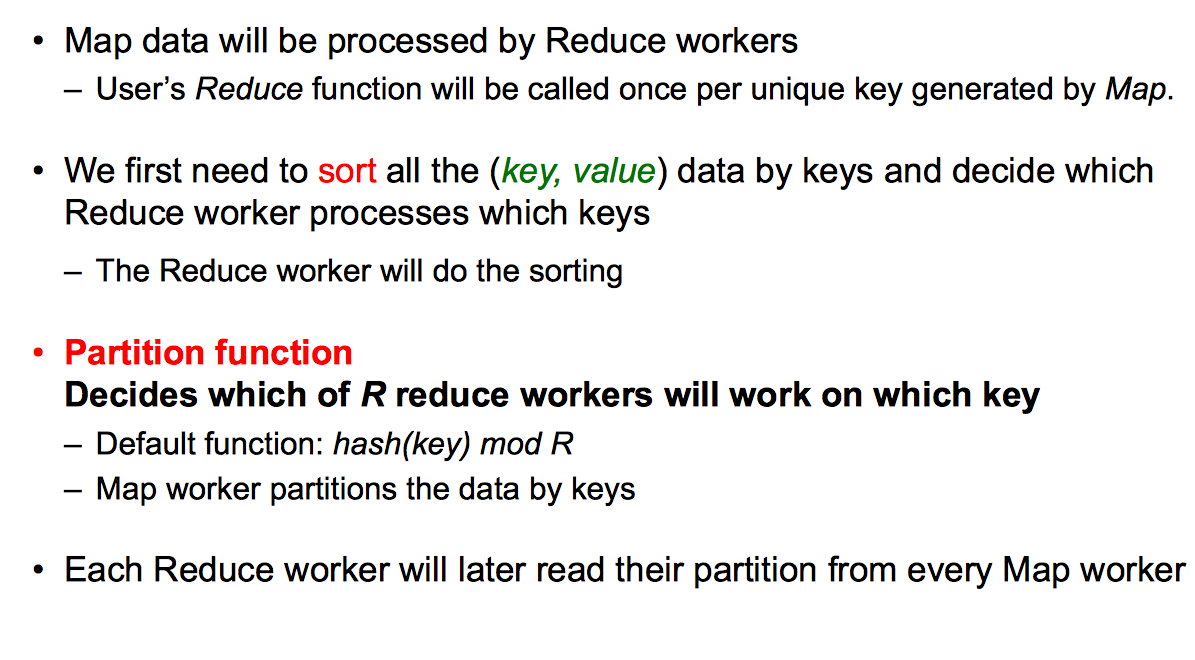 • Map data will be processed by Reduce workers
– User’s Reduce function will be called once per unique key generated by Map.
• We first need to sort all the (key, value) data by keys and decide which
Reduce worker processes which keys
– The Reduce worker will do the sorting
• Partition function
Decides which of R reduce workers will work on which key
– Default function: hash(key) mod R
– Map worker partitions the data by keys
• Each Reduce worker will later read their partition from every Map worker